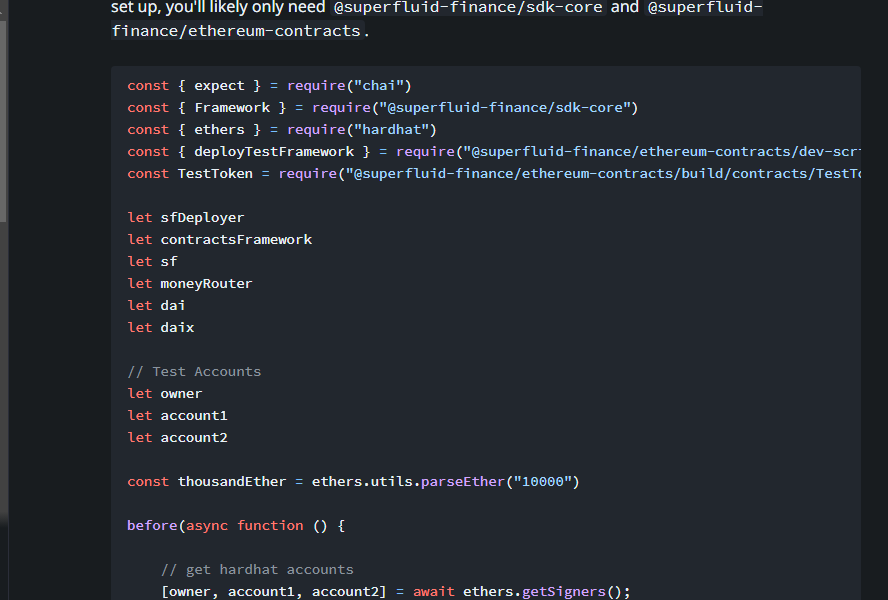 set up, you'll likely only need @superfluid-finance/sdk-core and @superfluid-
finance/ethereum-contracts.
const { expect } = require("chai")
const { Framework } = require("@superfluid-finance/sdk-core")
const { ethers } = require("hardhat")
const { deployTestFramework } = require("@superfluid-finance/ethereum-contracts/dev-scr
const TestToken = require("@superfluid-finance/ethereum-contracts/build/contracts/TestTo
let sfDeployer
let contractsFramework
let sf
let moneyRouter
let dai
let daix
// Test Accounts
let owner
let account1
let account2
const thousandEther = ethers.utils.parseEther("10000")
before(async function () {
// get hardhat accounts
[owner, account1, account2] = await ethers.getSigners();